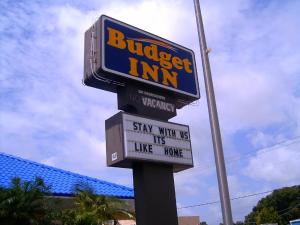 Budget
INN
VACANCY
STAY WITH US
ITS
LIKE HOME